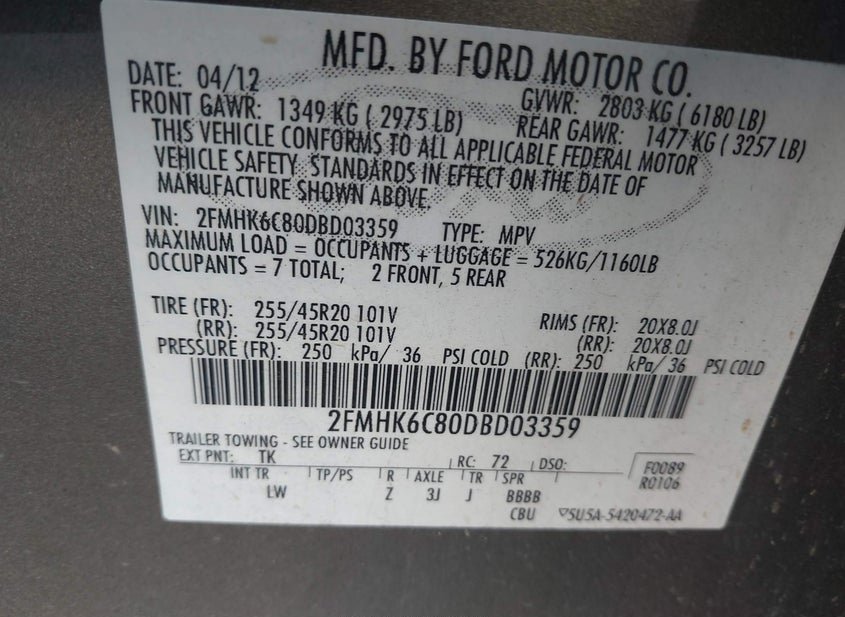 MFD. BY FORD MOTOR CO.
DATE: 04/12 GVWR: 2803 KG ( 6180 LB)
FRONT GAWR: 1349 KG ( 2975 LB) REAR GAWR: 1477 KG ( 3257 LB)
THIS VEHICLE CONFORMS TO ALL APPLICABLE FEDERAL MOTOR
VEHICLE SAFETY STANDARDS IN EFFECT ON THE DATE OF
MANUFACTURE SHOWN ABOVE.
VIN: 2FMHK6C80DBD03359 TYPE: MPV
MAXIMUM LOAD = OCCUPANTS + LUGGAGE = 526KG/1160LB
OCCUPANTS = 7 TOTAL; 2 FRONT, 5 REAR
TIRE (FR): 255/45R20 101V RIMS (FR): 20X8.0J
(RR): 255/45R20 101V (RR): 20X8.0J
PRESSURE (FR): 250 kPa/ 36 PSI COLD (RR): 250 kPa/ 36 PSI COLD
2FMHK6C80DBD03359
TRAILER TOWING - SEE OWNER GUIDE
EXT PNT: TK RC: 72 DSO: F0089
R0106
INT TR TP/PS R AXLE TR SPR
LW Z 3J J BBBB
CBU ▽5U5A-5420472-AA